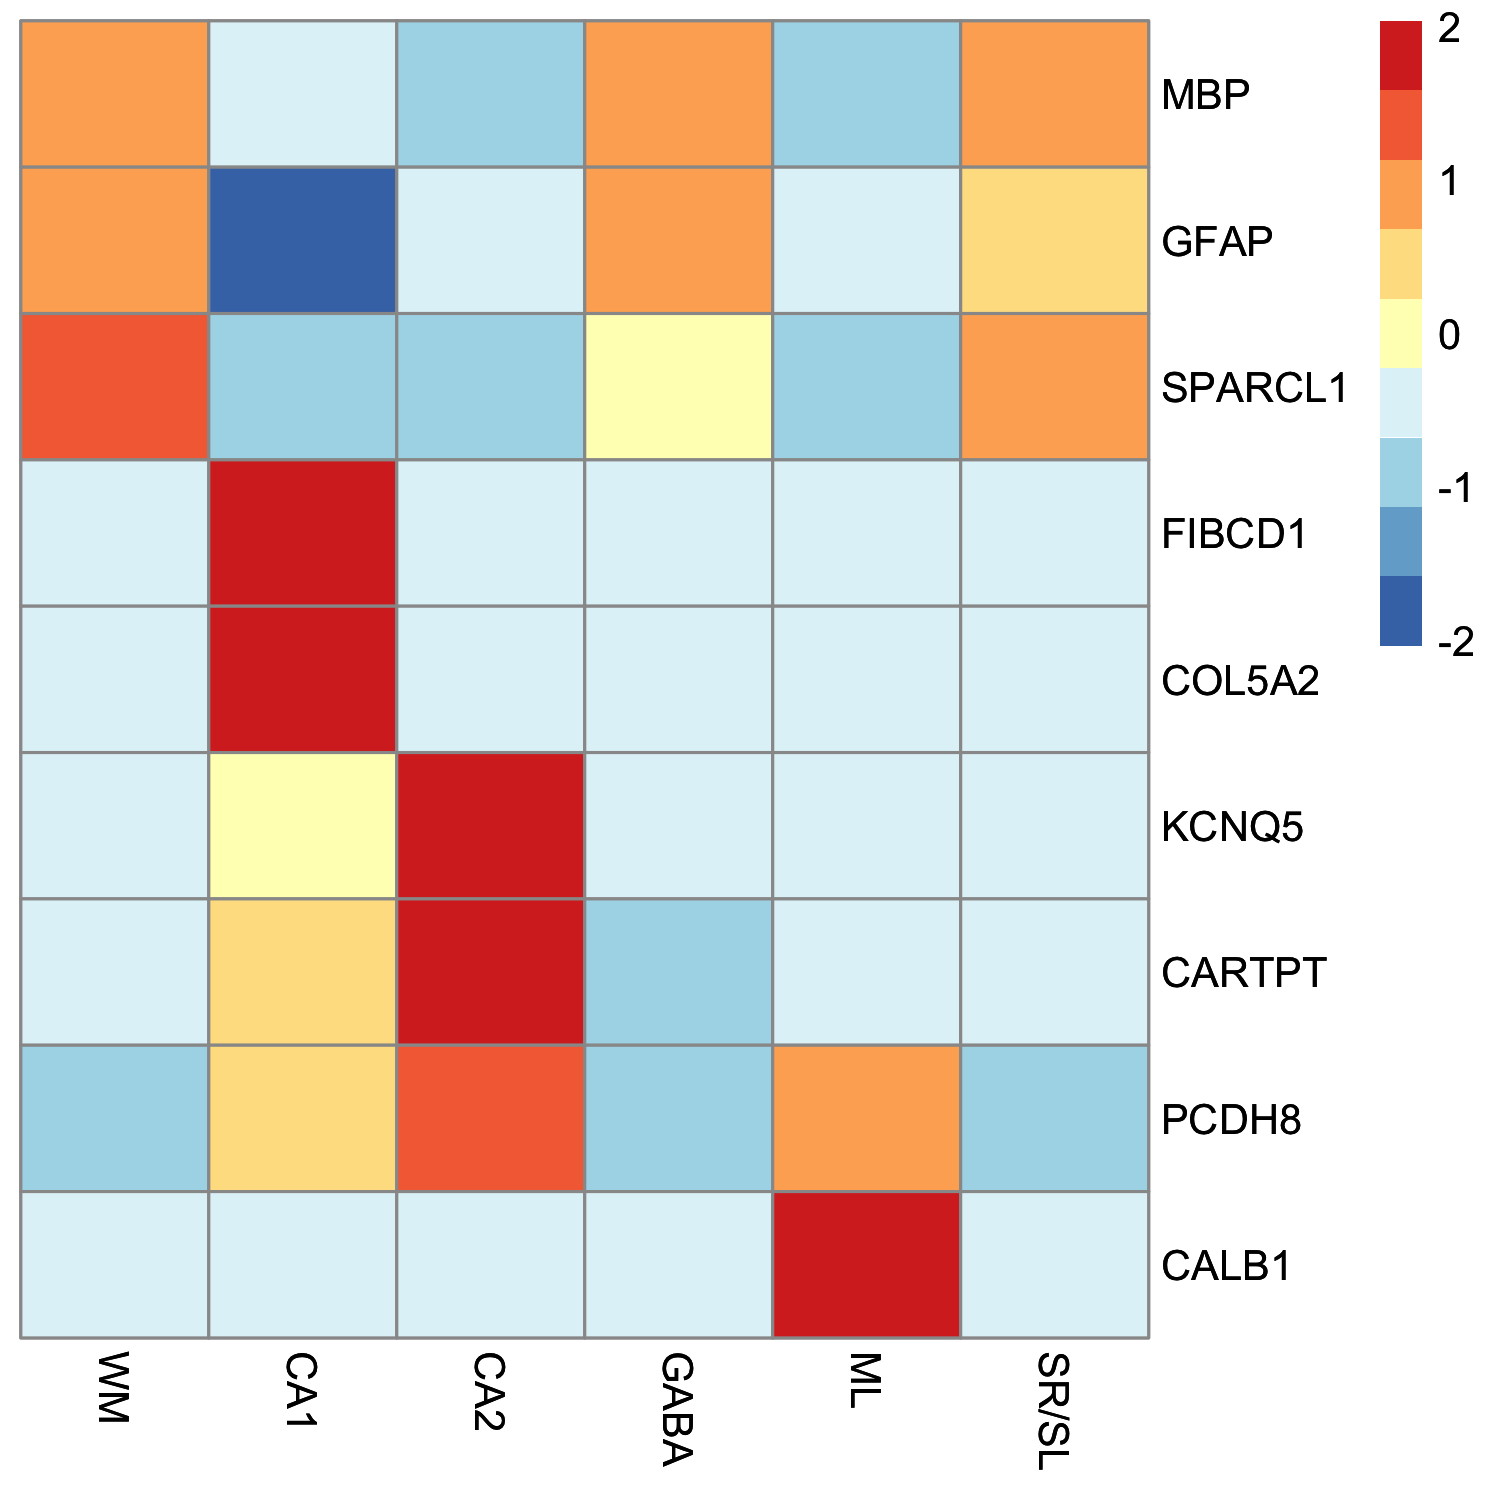 MBP
GFAP
SPARCL1
FIBCD1
COL5A2
KCNQ5
CARTPT
PCDH8
CALB1
WM
CA1
CA2
GABA
ML
SR/SL
2
1
0
-1
-2